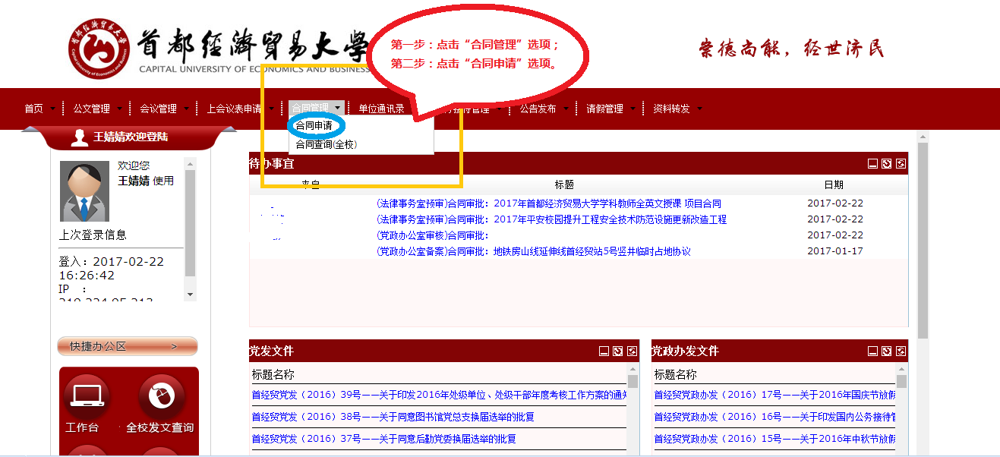 首都经济贸易大学
CAPITAL UNIVERSITY OF ECONOMICS AND BUSINESS
第一步：点击“合同管理”选项；
第二步：点击“合同申请”选项。
崇德尚能，经世济民
首页 公文管理 会议管理 上会议表申请 合同管理 单位通讯录 接待管理 公告发布 请假管理 资料转发
合同申请
合同查询(全校)
王婧婧欢迎登陆
欢迎您
王婧婧 使用
上次登录信息
登入：2017-02-22
16:26:42
IP ：
待办事宜
来自 标题 日期
(法律事务室预审)合同审批：2017年首都经济贸易大学学科教师全英文授课 项目合同 2017-02-22
(法律事务室预审)合同审批：2017年平安校园提升工程安全技术防范设施更新改造工程 2017-02-22
(党政办公室审核)合同审批： 2017-02-22
(党政办公室备案)合同审批：地铁房山线延伸线首经贸站5号竖井临时占地协议 2017-01-17
快捷办公区 >
工作台 全校发文查询
党发文件
标题名称
首经贸党发（2016）39号——关于印发2016年处级单位、处级干部年度考核工作方案的通知
首经贸党发（2016）38号——关于同意图书馆党总支换届选举的批复
首经贸党发（2016）37号——关于同意后勤党委换届选举的批复
党政办发文件
标题名称
首经贸党政办发（2016）17号——关于2016年国庆节放假
首经贸党政办发（2016）16号——关于印发国内公务接待管
首经贸党政办发（2016）15号——关于2016年中秋节放假